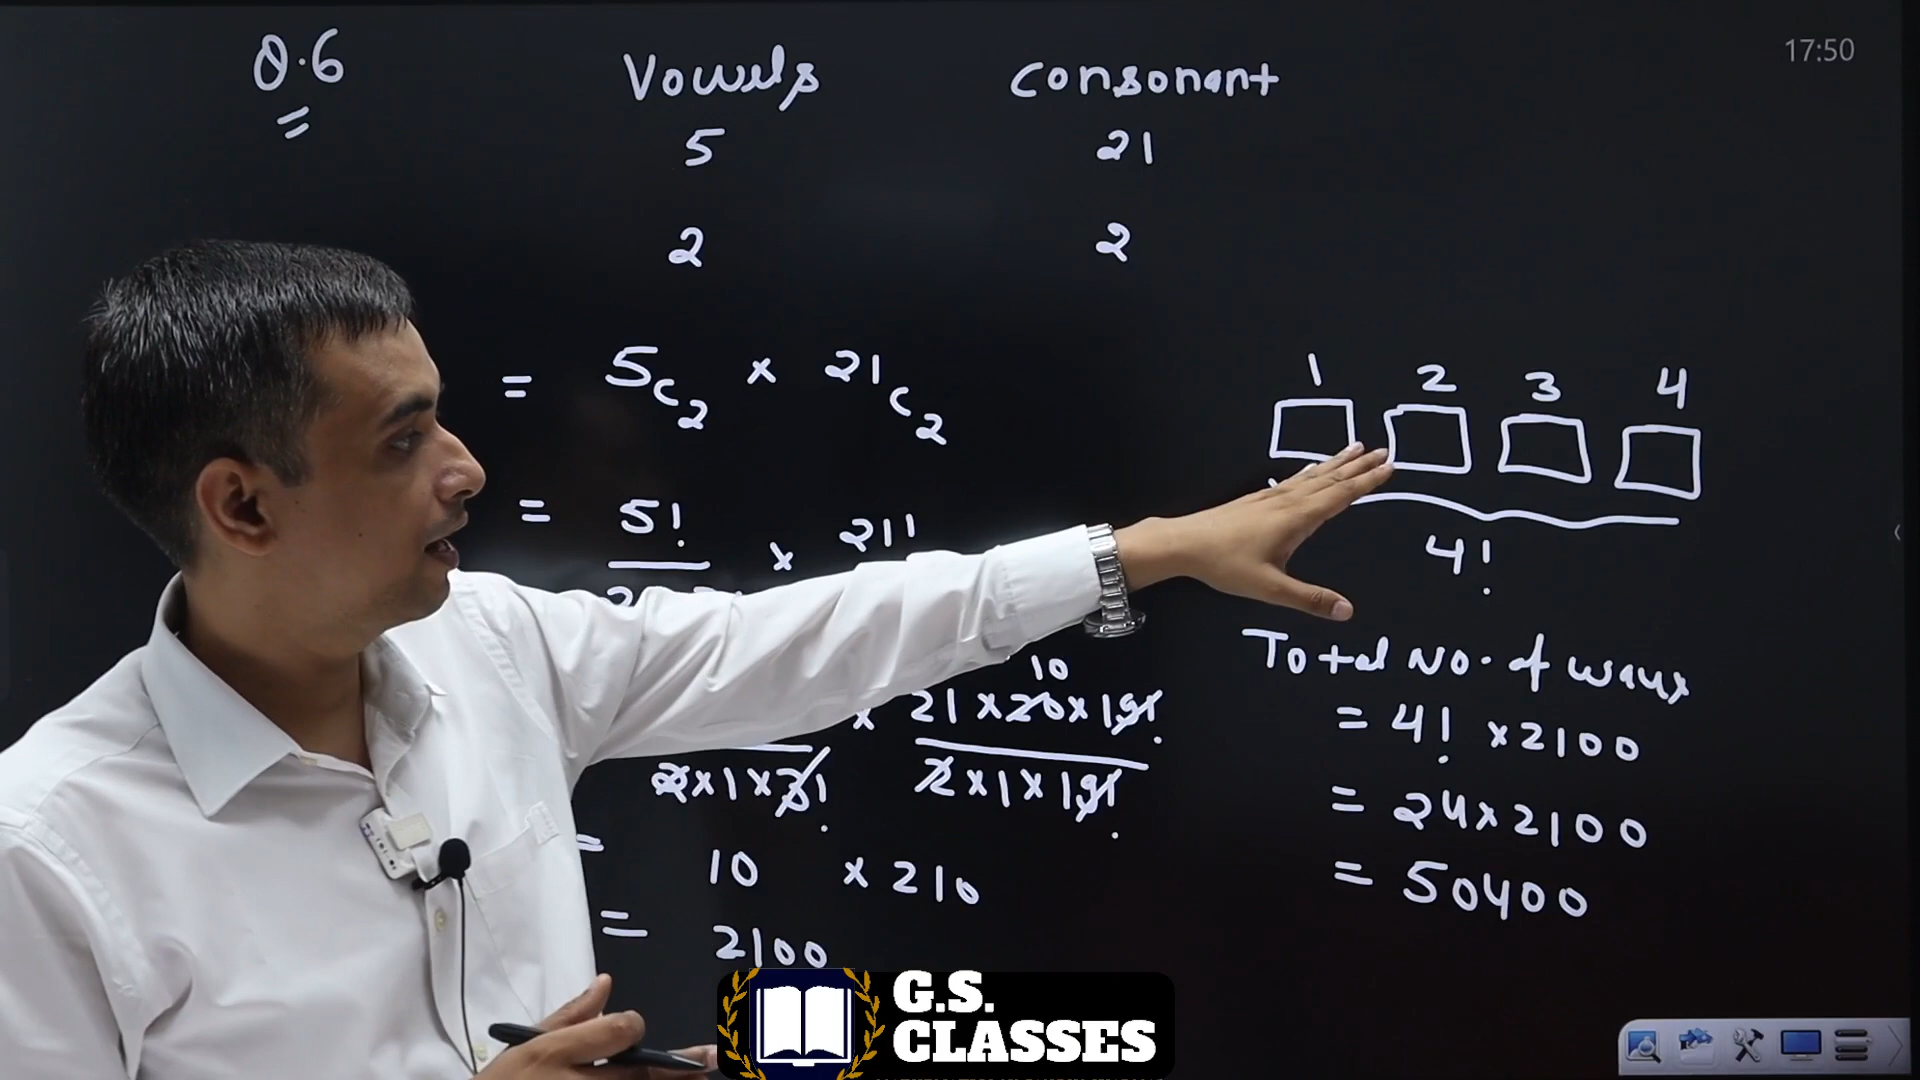 Q.6
Vowels Consonant
5 21
2 2
= 5c2 × 21c2
= 5! × 21!
10
× 21×20×19!
2×1×3! 2×1×19!
= 10 × 210
= 2100
1 2 3 4
4!
Total No. of ways
= 4! ×2100
= 24×2100
= 50400
17:50
G.S.
CLASSES